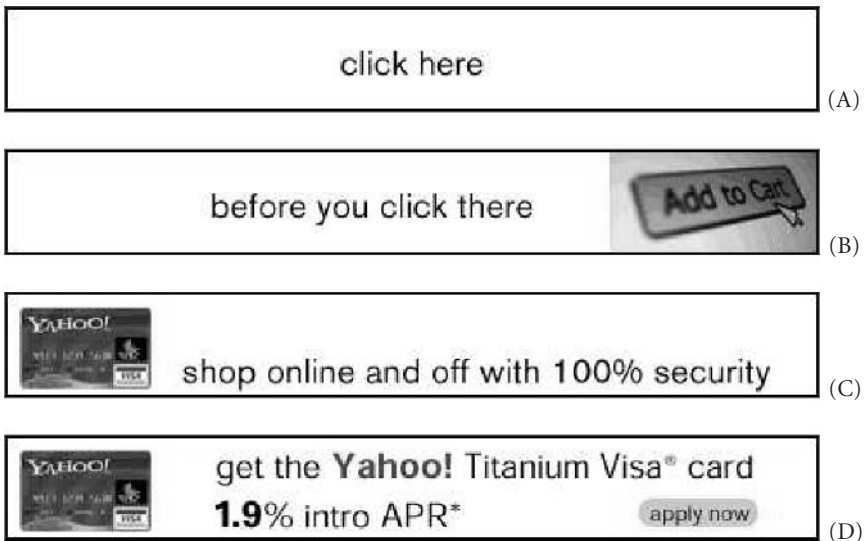 click here
(A)
before you click there
Add to Cart
(B)
YAHOO!
VISA
shop online and off with 100% security
(C)
YAHOO!
VISA
get the Yahoo! Titanium Visa® card
1.9% intro APR*
apply now
(D)